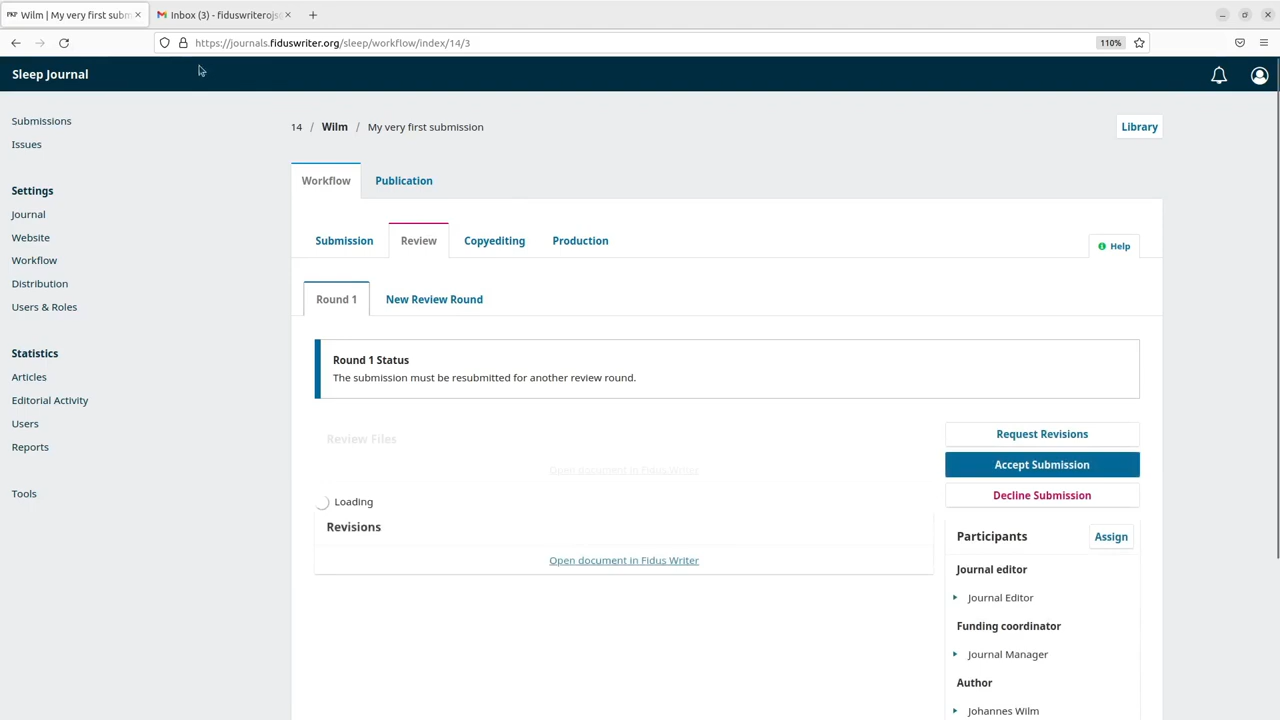 Wilm | My very first subm
Inbox (3) - fiduswriterojs
https://journals.fiduswriter.org/sleep/workflow/index/14/3
110%
Sleep Journal
Submissions
Issues
Settings
Journal
Website
Workflow
Distribution
Users & Roles
Statistics
Articles
Editorial Activity
Users
Reports
Tools
14 / Wilm / My very first submission
Library
Workflow
Publication
Submission
Review
Copyediting
Production
Help
Round 1
New Review Round
Round 1 Status
The submission must be resubmitted for another review round.
Review Files
Open document in Fidus Writer
Loading
Revisions
Open document in Fidus Writer
Request Revisions
Accept Submission
Decline Submission
Participants
Assign
Journal editor
Journal Editor
Funding coordinator
Journal Manager
Author
Johannes Wilm